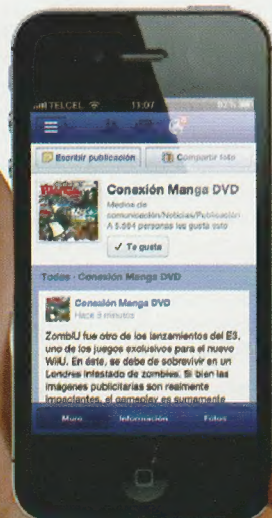 TELCEL 11:07
Escribir publicación Compartir foto
Conexión Manga DVD
Medios de
comunicación/Noticias/Publicación
A 5.564 personas les gusta esto
✓ Te gusta
Todos · Conexión Manga DVD
Conexión Manga DVD
Hace 9 minutos
ZombiU fue otro de los lanzamientos del E3,
uno de los juegos exclusivos para el nuevo
WiiU. En éste, se debe de sobrevivir en un
Londres infestado de zombies. Si bien las
imágenes publicitarias son realmente
impactantes, el gameplay es sumamente
Muro Información Fotos